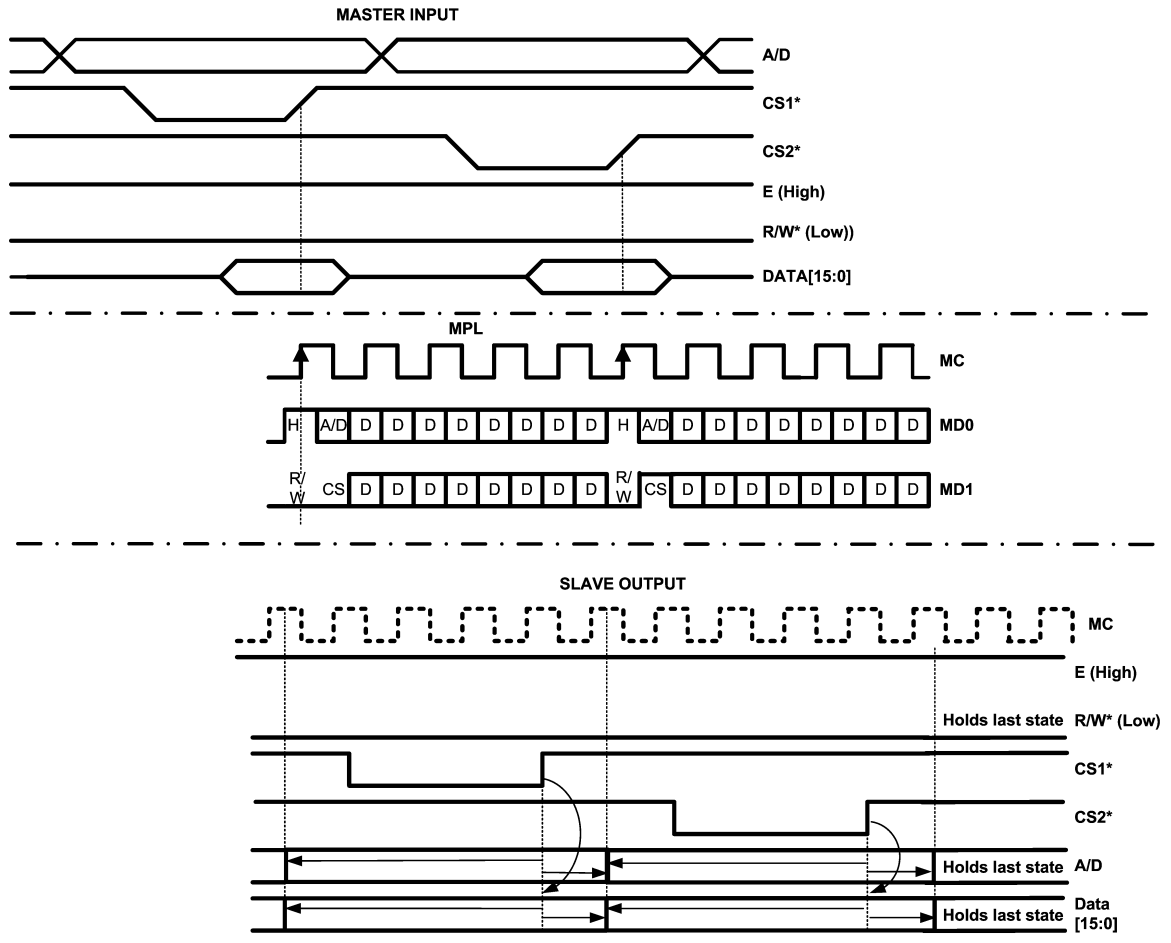 MASTER INPUT
A/D
CS1*
CS2*
E (High)
R/W* (Low))
DATA[15:0]
MPL
MC
H A/D D D D D D D D D H A/D D D D D D D D D MD0
R/
W CS D D D D D D D D R/
W CS D D D D D D D D MD1
SLAVE OUTPUT
MC
E (High)
Holds last state R/W* (Low)
CS1*
CS2*
Holds last state A/D
Holds last state Data
[15:0]